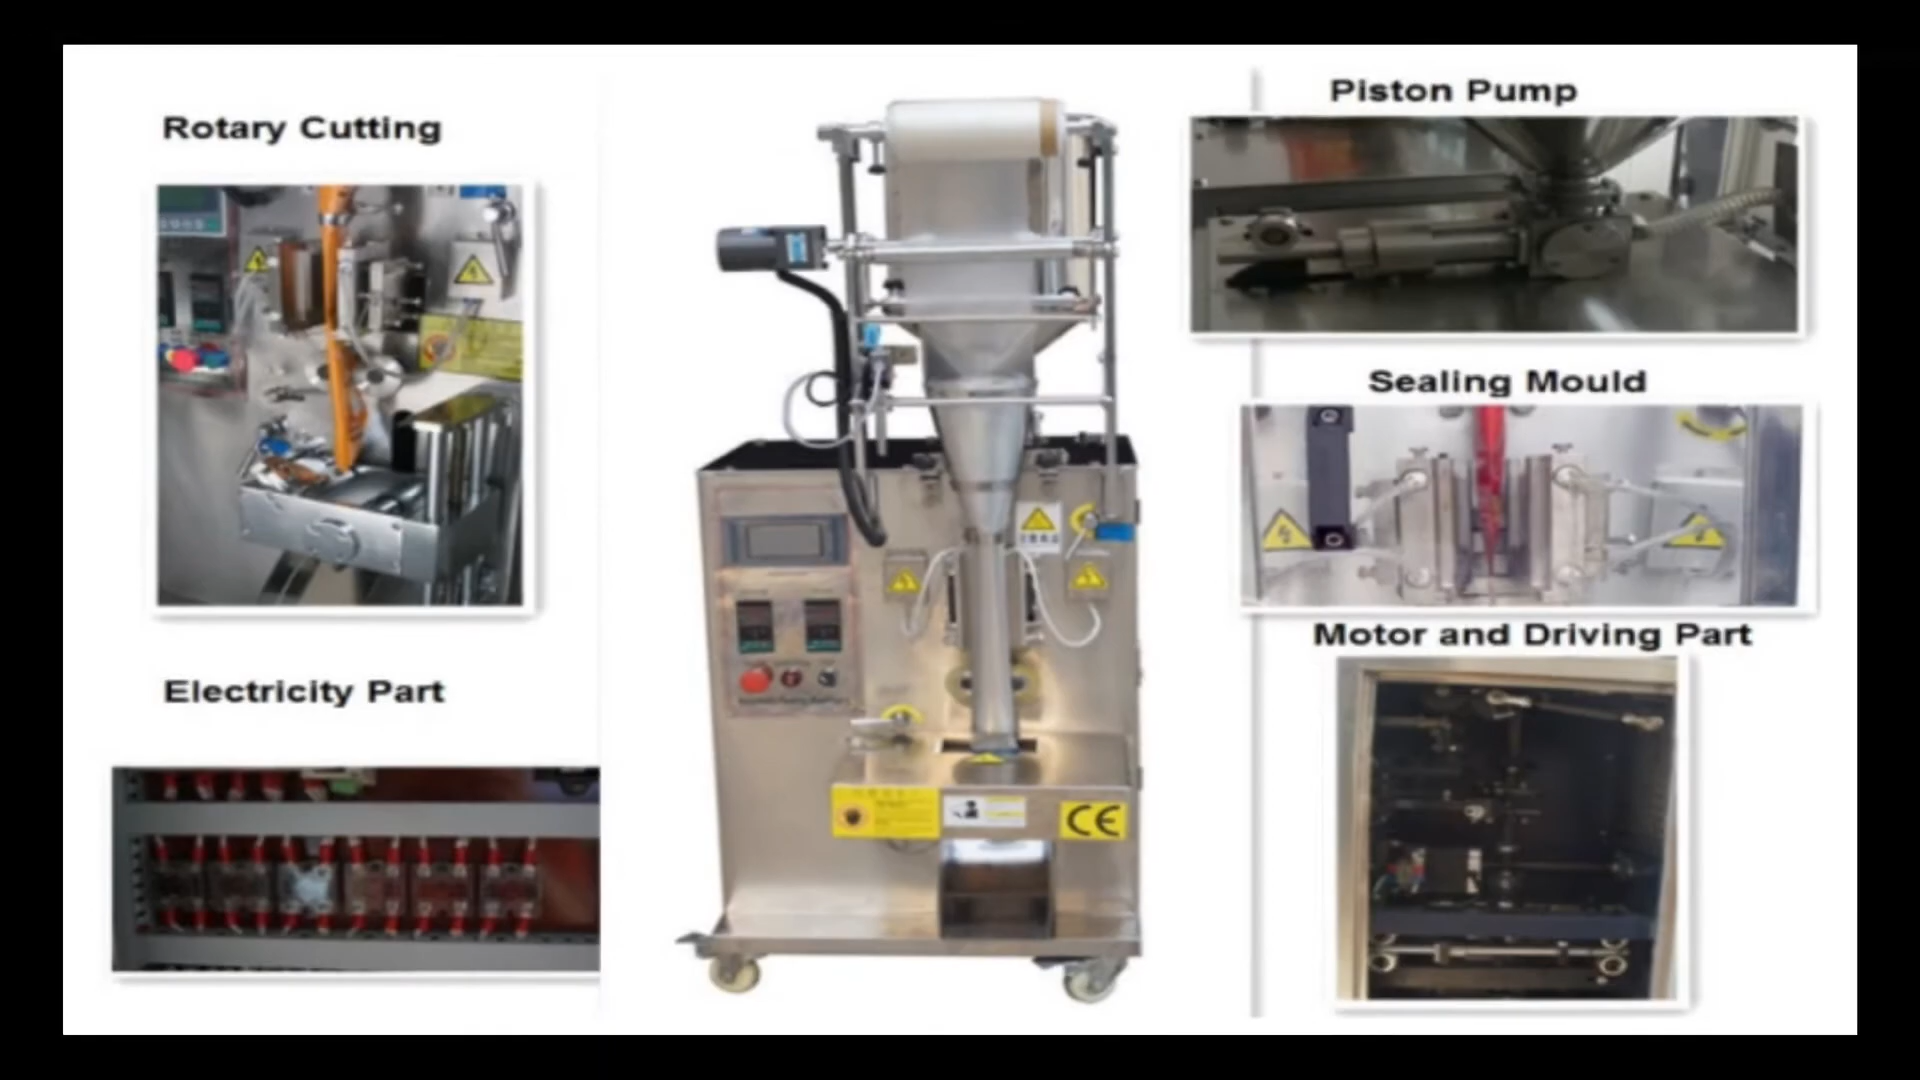 Rotary Cutting
Electricity Part
Piston Pump
Sealing Mould
Motor and Driving Part
CE